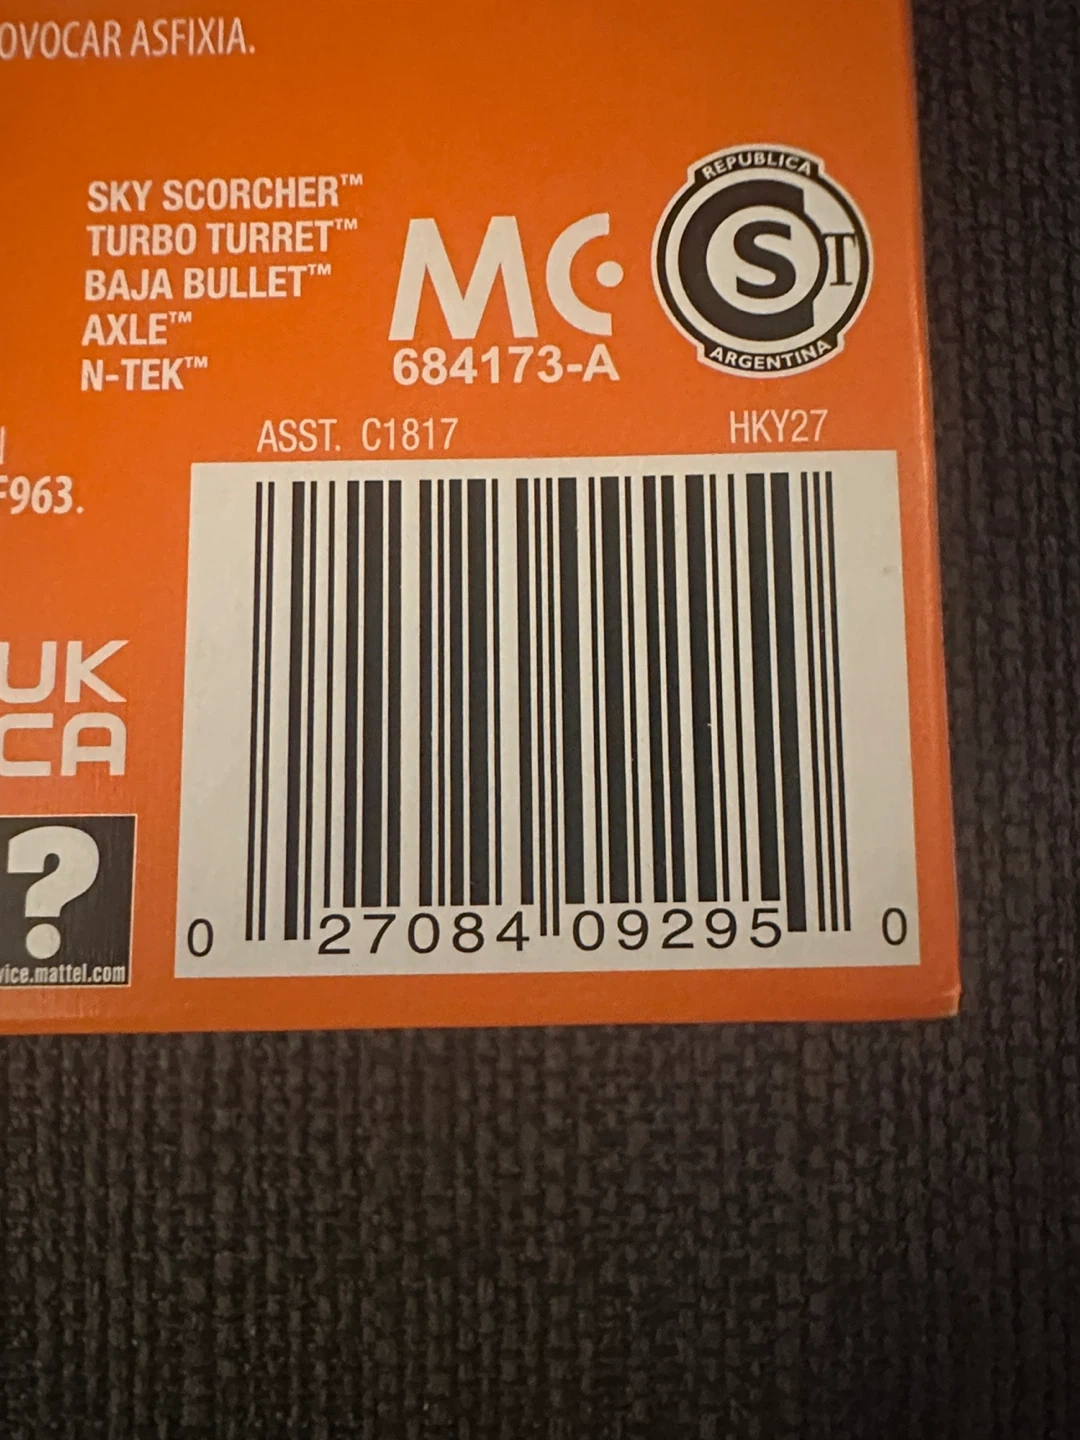 OVOCAR ASFIXIA.
SKY SCORCHER™
TURBO TURRET™
BAJA BULLET™
AXLE™
N-TEK™
MC
684173-A
REPUBLICA
CS T
ARGENTINA
ASST. C1817
HKY27
F963.
UK
CA
?
vice.mattel.com
0 27084 09295 0